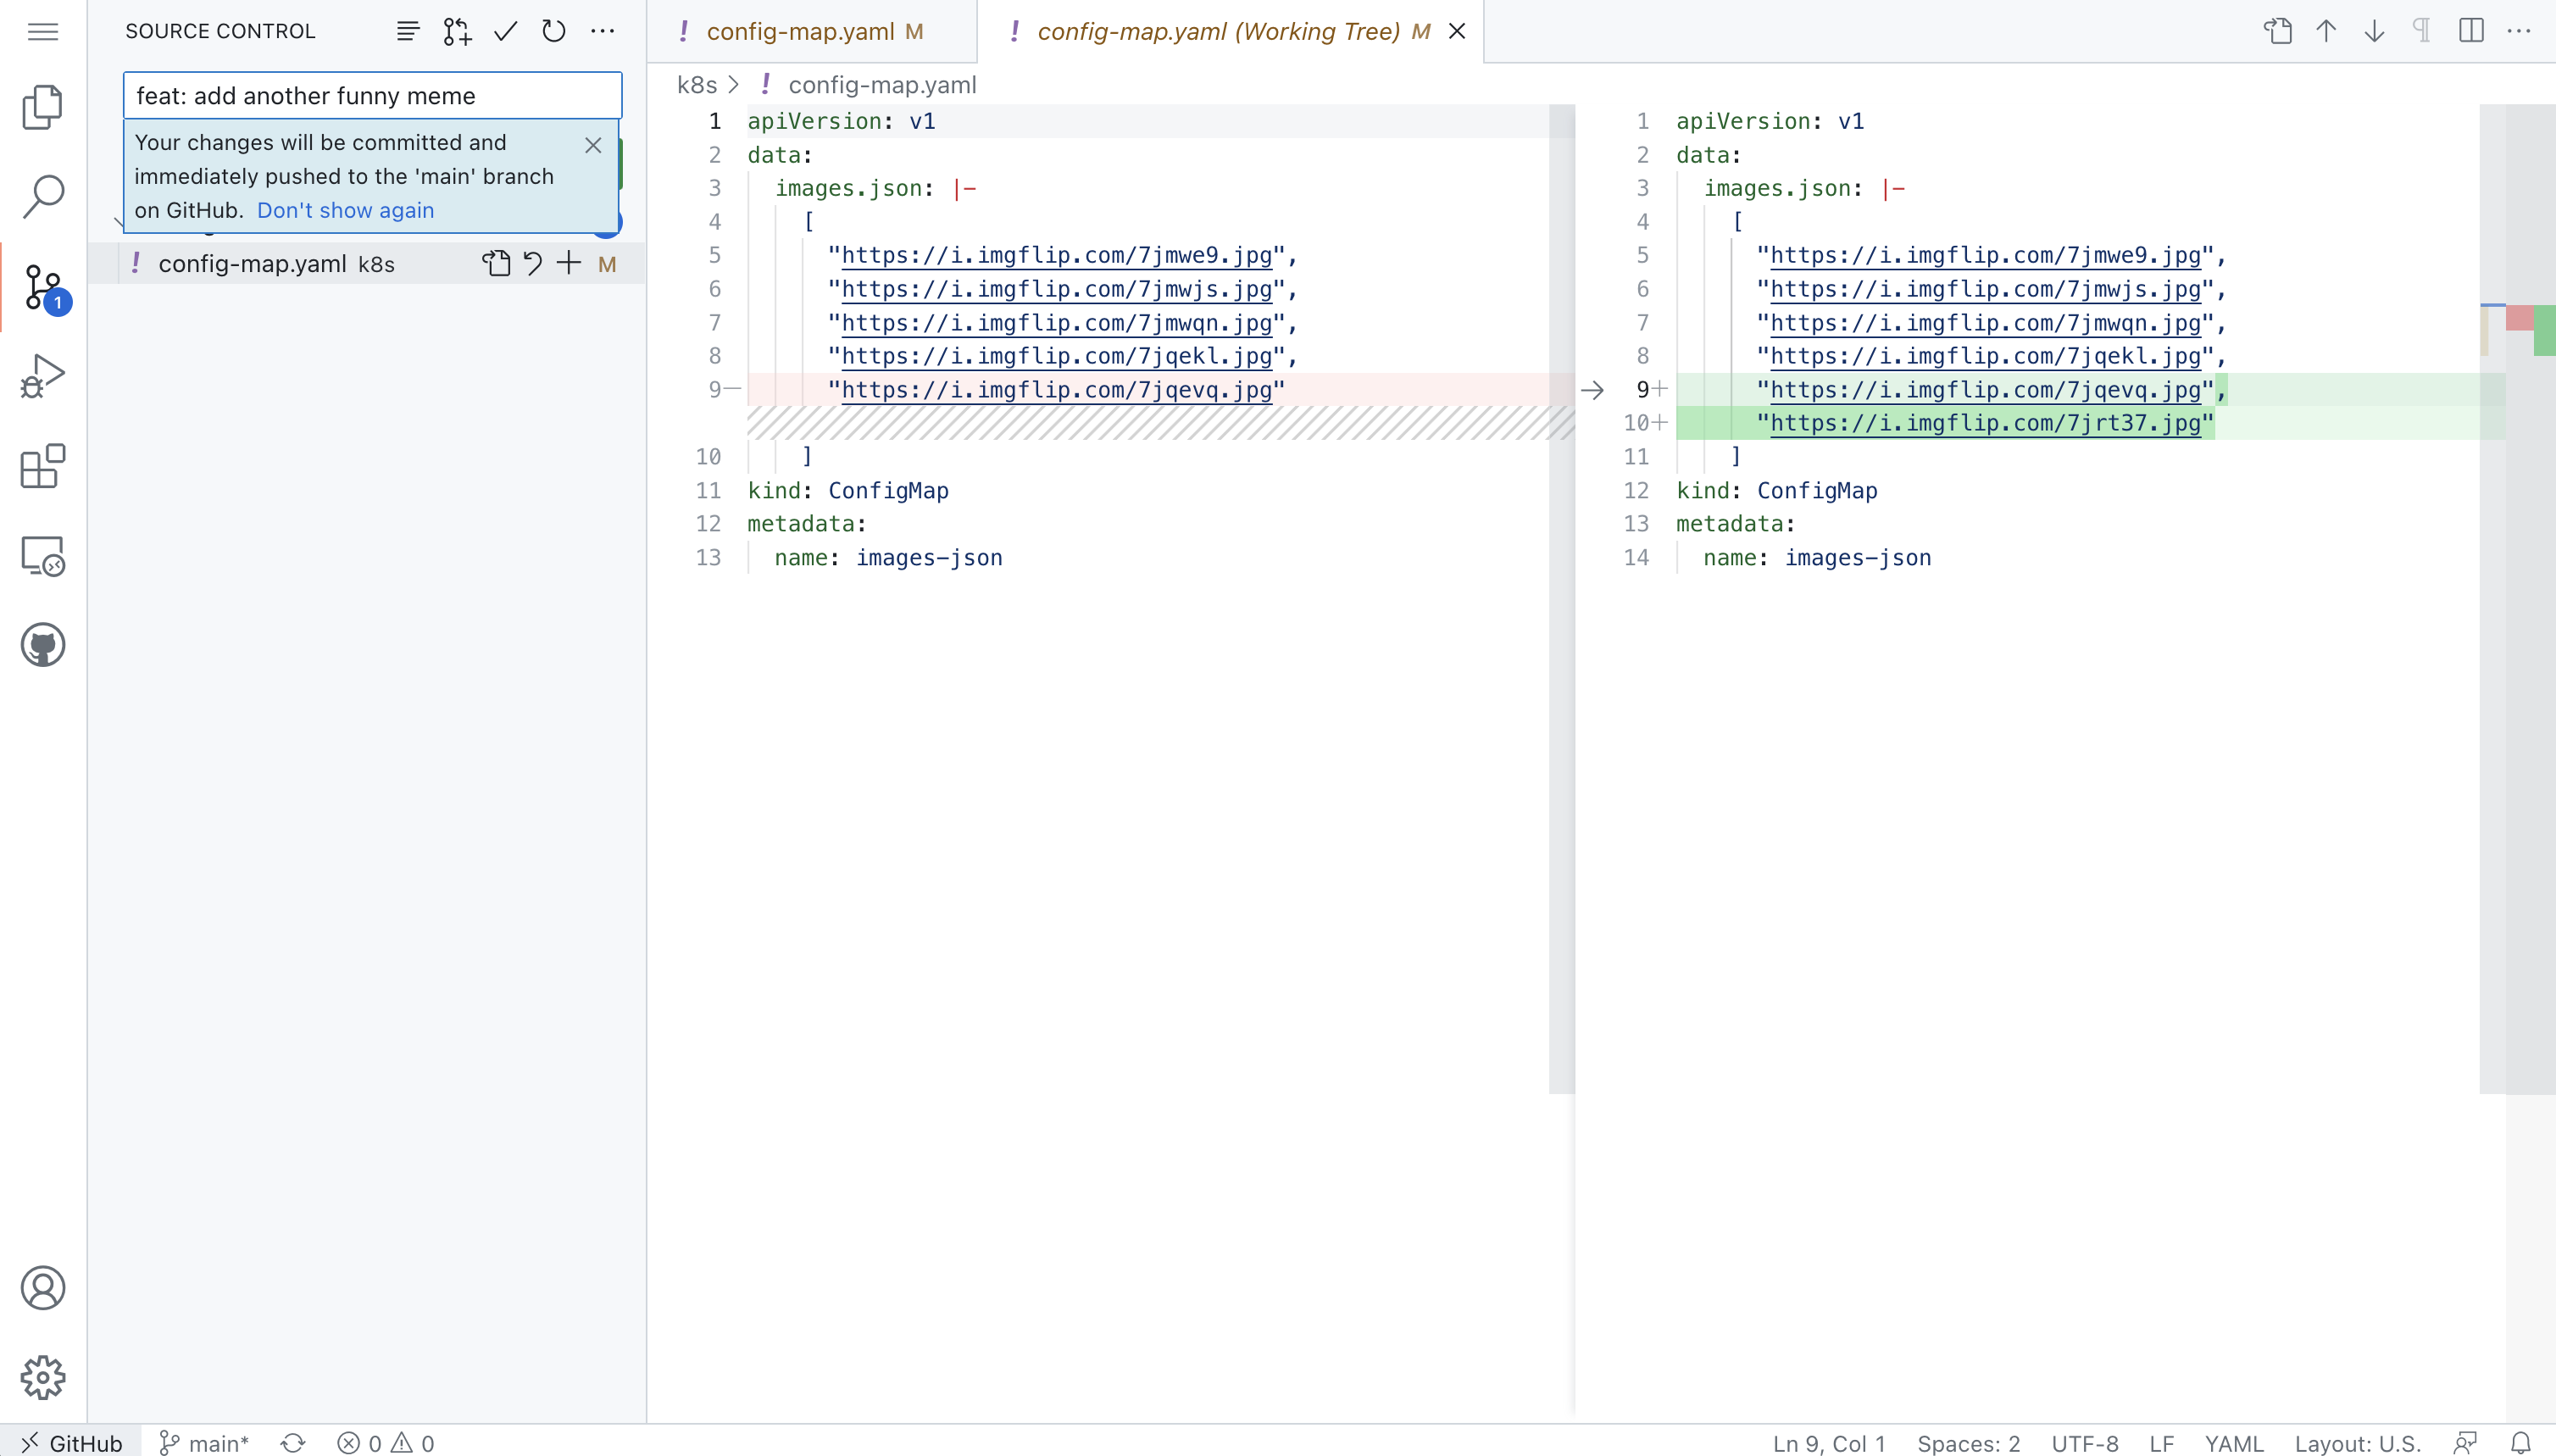 SOURCE CONTROL
feat: add another funny meme
Your changes will be committed and
immediately pushed to the 'main' branch
on GitHub. Don't show again
! config-map.yaml k8s M
1
! config-map.yaml M
! config-map.yaml (Working Tree) M
k8s > ! config-map.yaml
1 apiVersion: v1
2 data:
3 images.json: |-
4 [
5 "https://i.imgflip.com/7jmwe9.jpg",
6 "https://i.imgflip.com/7jmwjs.jpg",
7 "https://i.imgflip.com/7jmwqn.jpg",
8 "https://i.imgflip.com/7jqekl.jpg",
9— "https://i.imgflip.com/7jqevq.jpg"
10 ]
11 kind: ConfigMap
12 metadata:
13 name: images-json
1 apiVersion: v1
2 data:
3 images.json: |-
4 [
5 "https://i.imgflip.com/7jmwe9.jpg",
6 "https://i.imgflip.com/7jmwjs.jpg",
7 "https://i.imgflip.com/7jmwqn.jpg",
8 "https://i.imgflip.com/7jqekl.jpg",
9+ "https://i.imgflip.com/7jqevq.jpg",
10+ "https://i.imgflip.com/7jrt37.jpg"
11 ]
12 kind: ConfigMap
13 metadata:
14 name: images-json
GitHub main* 0 0 Ln 9, Col 1 Spaces: 2 UTF-8 LF YAML Layout: U.S.